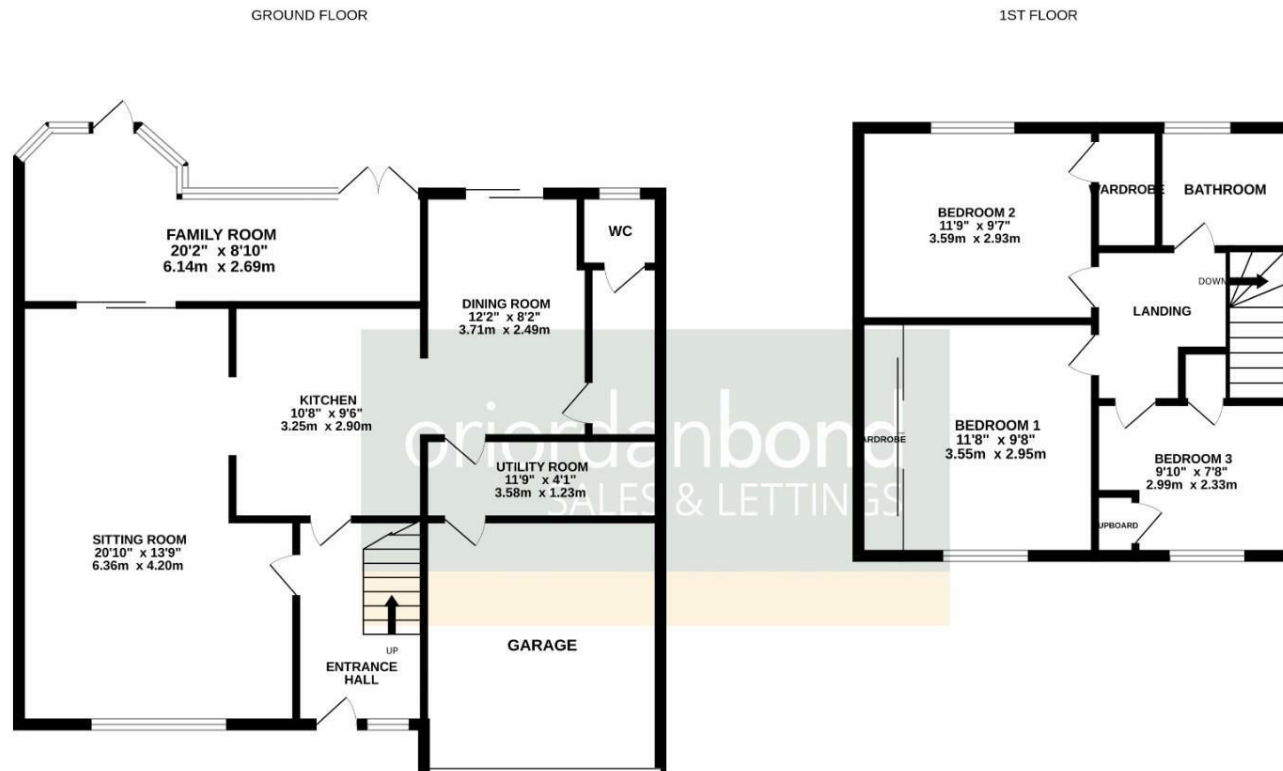 GROUND FLOOR
1ST FLOOR
FAMILY ROOM
20'2" x 8'10"
6.14m x 2.69m
WC
DINING ROOM
12'2" x 8'2"
3.71m x 2.49m
KITCHEN
10'8" x 9'6"
3.25m x 2.90m
UTILITY ROOM
11'9" x 4'1"
3.58m x 1.23m
SITTING ROOM
20'10" x 13'9"
6.36m x 4.20m
UP
ENTRANCE
HALL
GARAGE
oriordanbond
SALES & LETTINGS
BEDROOM 2
11'9" x 9'7"
3.59m x 2.93m
WARDROBE
BATHROOM
DOWN
LANDING
ARDROBE
BEDROOM 1
11'8" x 9'8"
3.55m x 2.95m
BEDROOM 3
9'10" x 7'8"
2.99m x 2.33m
UPBOARD